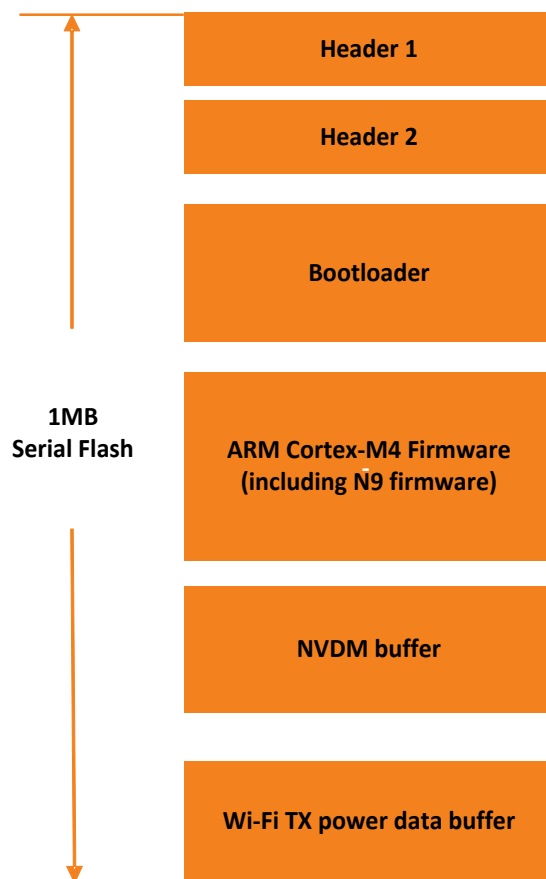 Header 1
Header 2
Bootloader
1MB
Serial Flash
ARM Cortex-M4 Firmware
(including N9 firmware)
NVDM buffer
Wi-Fi TX power data buffer